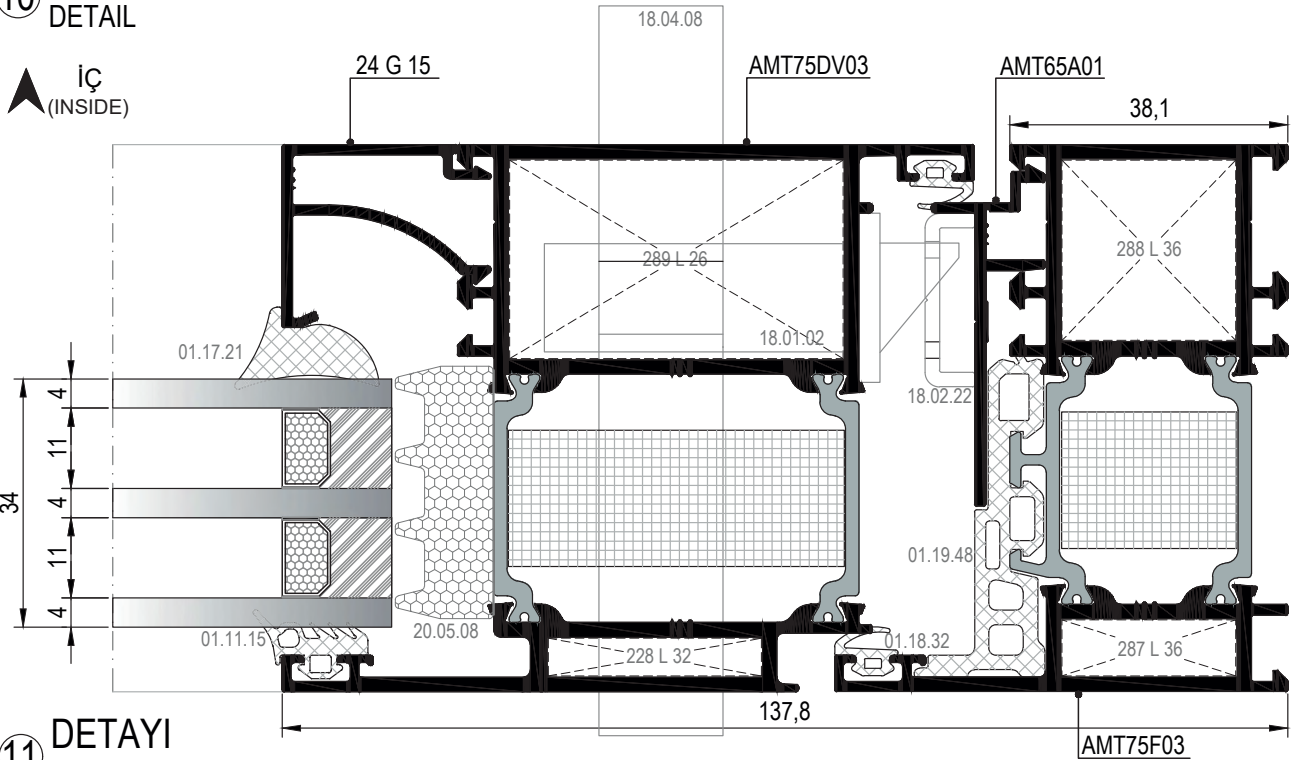 10
DETAIL
İÇ
(INSIDE)
24 G 15
18.04.08
AMT75DV03
AMT65A01
38,1
289 L 26
288 L 36
18.01.02
01.17.21
18.02.22
4
11
4
11
4
34
01.19.48
01.11.15
20.05.08
228 L 32
01.18.32
287 L 36
137,8
11
DETAYI
AMT75F03